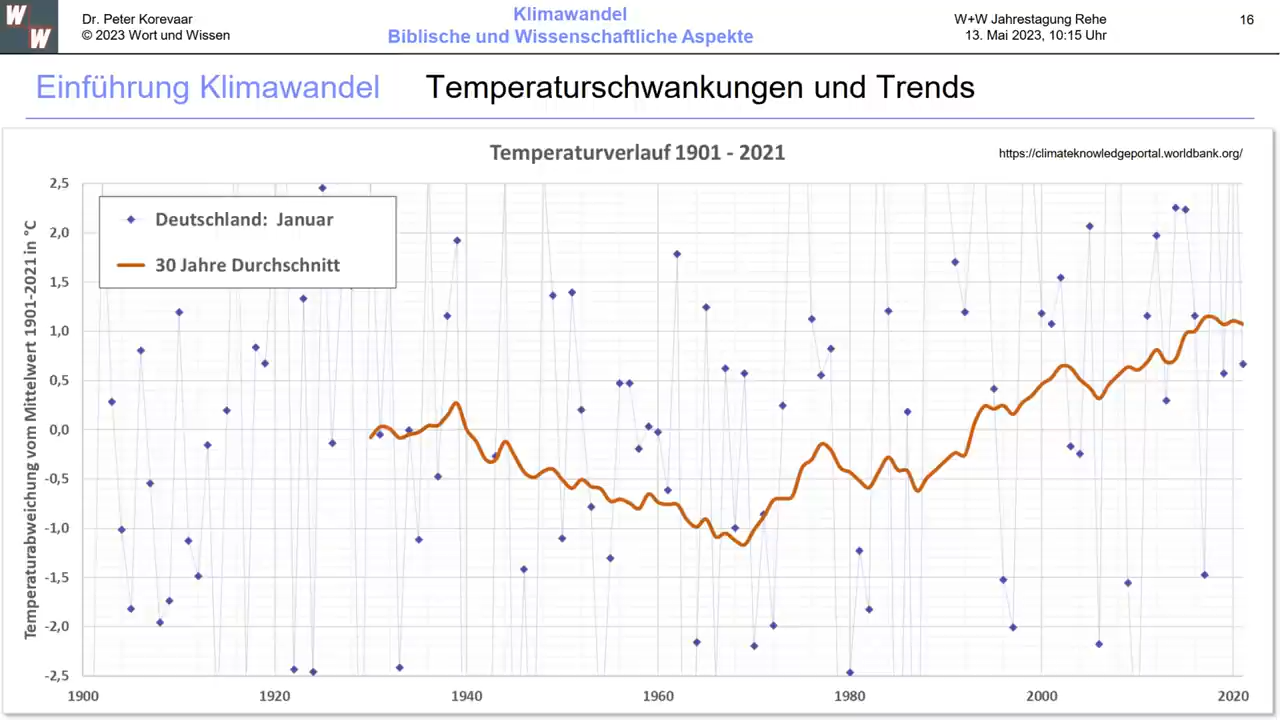 W
W
Dr. Peter Korevaar
© 2023 Wort und Wissen
Klimawandel
Biblische und Wissenschaftliche Aspekte
W+W Jahrestagung Rehe
13. Mai 2023, 10:15 Uhr
16
Einführung Klimawandel
Temperaturschwankungen und Trends
Temperaturverlauf 1901 - 2021
https://climateknowledgeportal.worldbank.org/
Temperaturabweichung vom Mittelwert 1901-2021 in °C
2,5
2,0
1,5
1,0
0,5
0,0
-0,5
-1,0
-1,5
-2,0
-2,5
Deutschland: Januar
30 Jahre Durchschnitt
1900
1920
1940
1960
1980
2000
2020